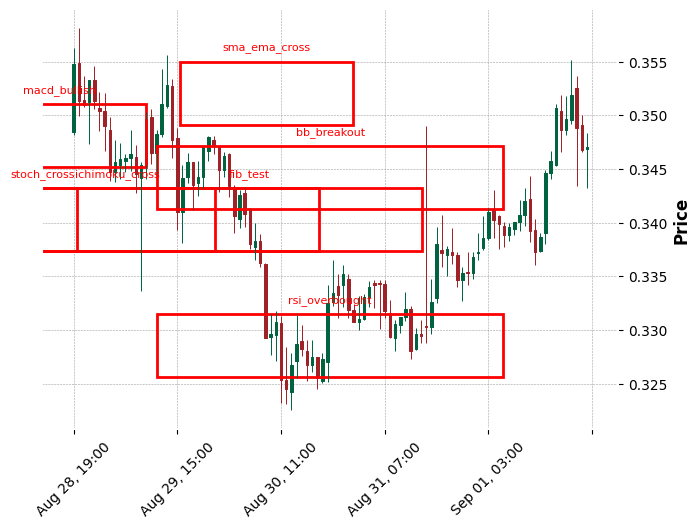 sma_ema_cross
0.355
macd_bullish
0.350
bb_breakout
0.345
stoch_cross
ichimoku_cross
fib_test
0.340
Price
0.335
rsi_overbought
0.330
0.325
Aug 28, 19:00
Aug 29, 15:00
Aug 30, 11:00
Aug 31, 07:00
Sep 01, 03:00